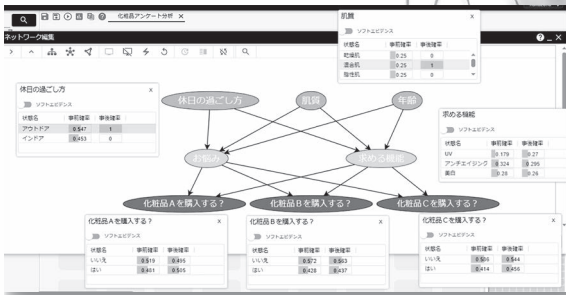 化粧品アンケート分析 ×
ネットワーク編集
肌質 x
ソフトエビデンス
状態名 事前確率 事後確率
乾燥肌 0.25 0
混合肌 0.25 1
脂性肌 0.25 0
休日の過ごし方 x
ソフトエビデンス
状態名 事前確率 事後確率
アウトドア 0.547 1
インドア 0.453 0
休日の過ごし方
肌質
年齢
お悩み
求める機能
求める機能
ソフトエビデンス
状態名 事前確率 事後確率
UV 0.179 0.27
アンチエイジング 0.324 0.295
美白 0.28 0.26
化粧品Aを購入する？
化粧品Bを購入する？
化粧品Cを購入する？
化粧品Aを購入する？ x
ソフトエビデンス
状態名 事前確率 事後確率
いいえ 0.519 0.495
はい 0.481 0.505
化粧品Bを購入する？ x
ソフトエビデンス
状態名 事前確率 事後確率
いいえ 0.572 0.563
はい 0.428 0.437
化粧品Cを購入する？ x
ソフトエビデンス
状態名 事前確率 事後確率
いいえ 0.586 0.544
はい 0.414 0.456